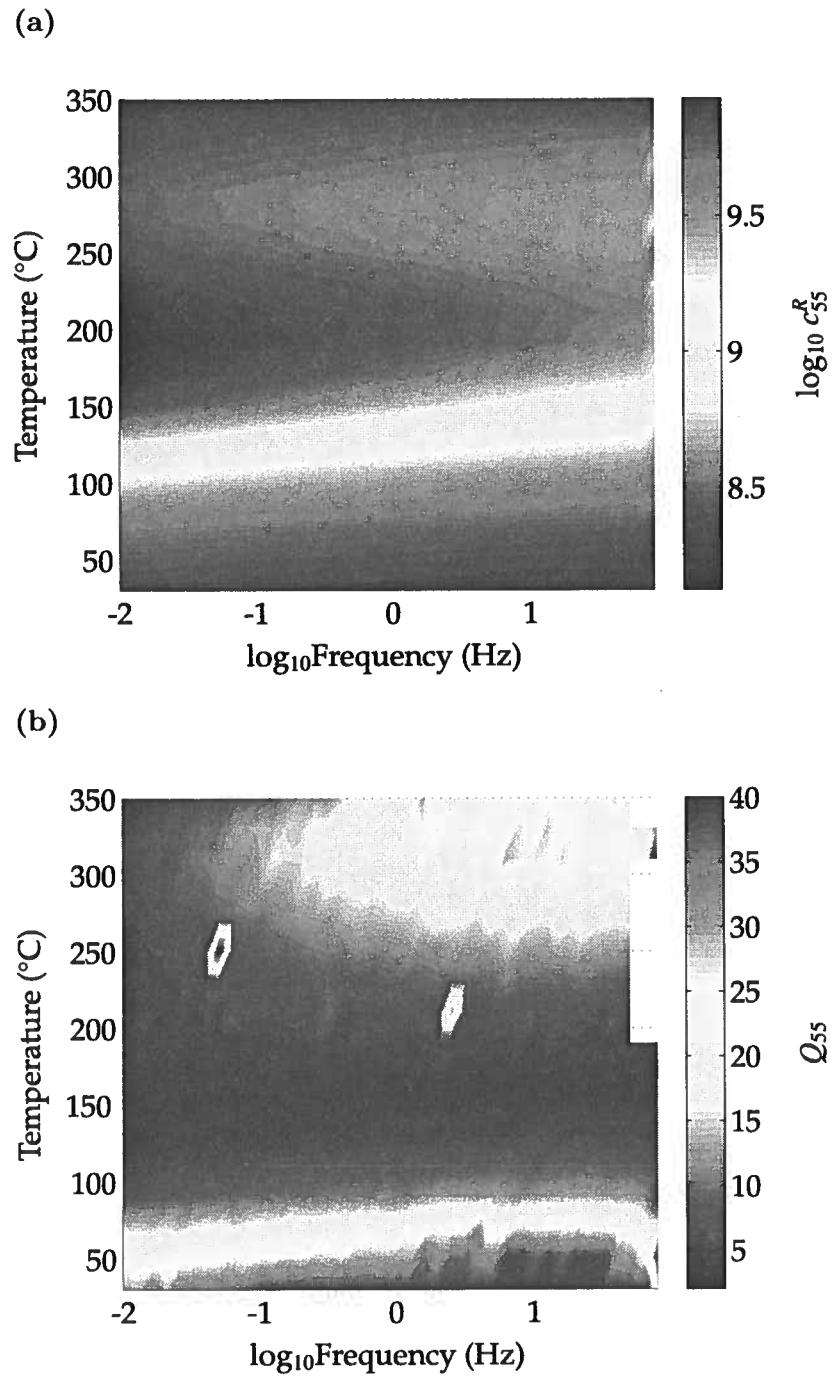 (a)
350
300
250
200
150
100
50
Temperature (°C)
-2 -1 0 1
log₁₀Frequency (Hz)
9.5
9
8.5
log₁₀ c₅₅ᴿ
(b)
350
300
250
200
150
100
50
Temperature (°C)
-2 -1 0 1
log₁₀Frequency (Hz)
40
35
30
25
20
15
10
5
Q₅₅